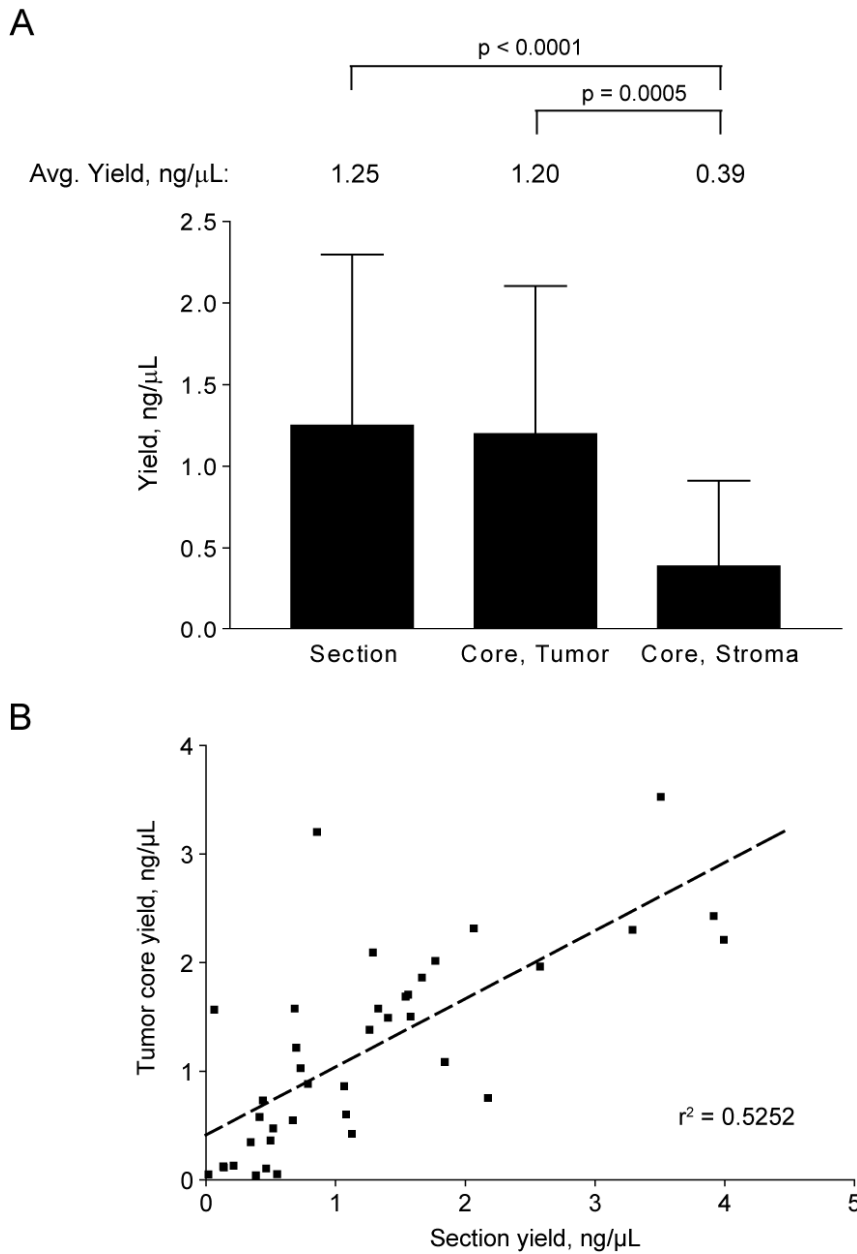 A
p < 0.0001
p = 0.0005
Avg. Yield, ng/μL: 1.25 1.20 0.39
2.5
2.0
1.5
1.0
0.5
0.0
Yield, ng/μL
Section Core, Tumor Core, Stroma
B
4
3
2
1
0
Tumor core yield, ng/μL
r² = 0.5252
0 1 2 3 4 5
Section yield, ng/μL